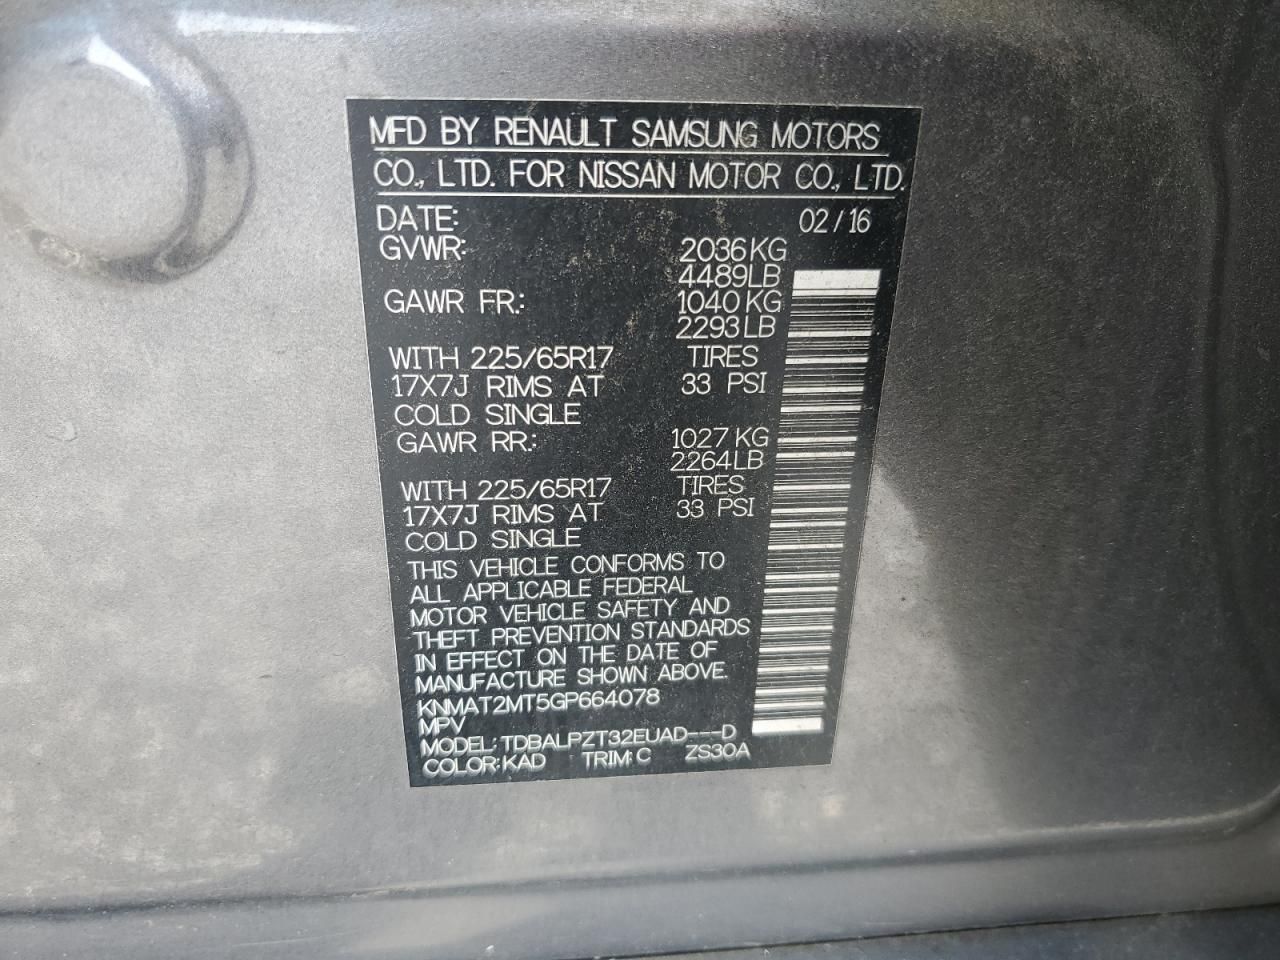 MFD BY RENAULT SAMSUNG MOTORS
CO., LTD. FOR NISSAN MOTOR CO., LTD.
DATE: 02/16
GVWR: 2036KG
4489LB
GAWR FR.: 1040KG
2293LB
WITH 225/65R17 TIRES
17X7J RIMS AT 33 PSI
COLD SINGLE
GAWR RR.: 1027KG
2264LB
WITH 225/65R17 TIRES
17X7J RIMS AT 33 PSI
COLD SINGLE
THIS VEHICLE CONFORMS TO
ALL APPLICABLE FEDERAL
MOTOR VEHICLE SAFETY AND
THEFT PREVENTION STANDARDS
IN EFFECT ON THE DATE OF
MANUFACTURE SHOWN ABOVE.
KNMAT2MT5GP664078
MPV
MODEL: TDBALPZT32EUAD---D
COLOR:KAD TRIM:C ZS30A